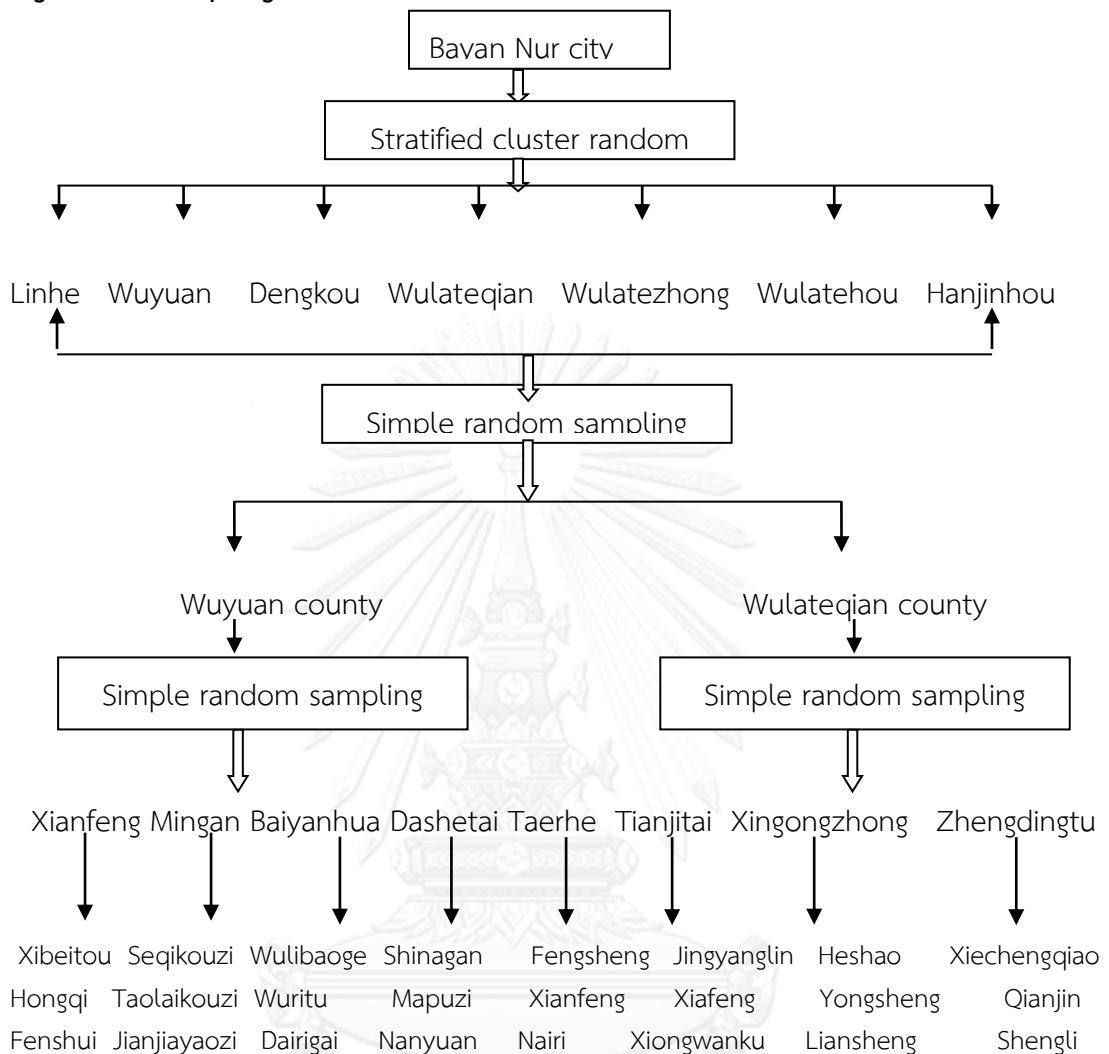 Bayan Nur city
Stratified cluster random
Linhe Wuyuan Dengkou Wulateqian Wulatezhong Wulatehou Hanjinhou
Simple random sampling
Wuyuan county Wulateqian county
Simple random sampling Simple random sampling
Xianfeng Mingan Baiyanhua Dashetai Taerhe Tianjitai Xingongzhong Zhengdingtu
Xibeitou Seqikouzi Wulibaoge Shinagan Fengsheng Jingyanglin Heshao Xiechengqiao
Hongqi Taolaikouzi Wuritu Mapuzi Xianfeng Xiafeng Yongsheng Qianjin
Fenshui Jianjiayaozi Dairigai Nanyuan Nairi Xiongwanku Liansheng Shengli